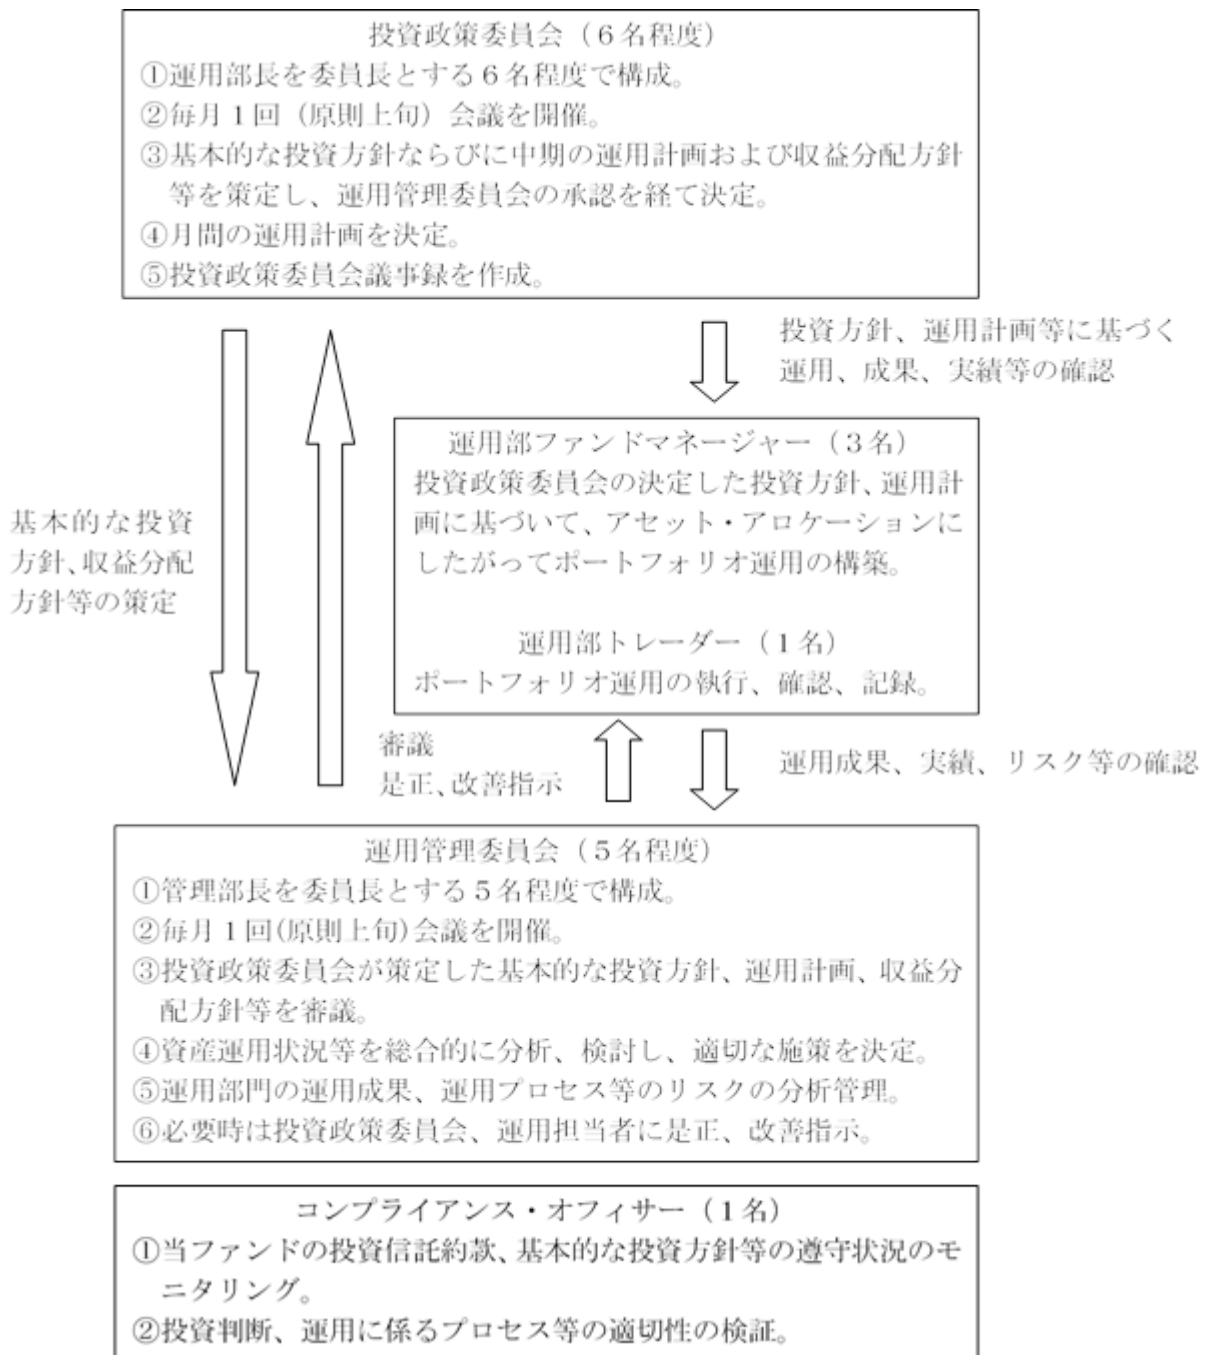 投資政策委員会（６名程度）
①運用部長を委員長とする６名程度で構成。
②毎月１回（原則上旬）会議を開催。
③基本的な投資方針ならびに中期の運用計画および収益分配方針
等を策定し、運用管理委員会の承認を経て決定。
④月間の運用計画を決定。
⑤投資政策委員会議事録を作成。
投資方針、運用計画等に基づく
運用、成果、実績等の確認
運用部ファンドマネージャー（３名）
投資政策委員会の決定した投資方針、運用計
画に基づいて、アセット・アロケーションに
したがってポートフォリオ運用の構築。
運用部トレーダー（１名）
ポートフォリオ運用の執行、確認、記録。
基本的な投資
方針、収益分配
方針等の策定
審議
是正、改善指示
運用成果、実績、リスク等の確認
運用管理委員会（５名程度）
①管理部長を委員長とする５名程度で構成。
②毎月１回(原則上旬)会議を開催。
③投資政策委員会が策定した基本的な投資方針、運用計画、収益分
配方針等を審議。
④資産運用状況等を総合的に分析、検討し、適切な施策を決定。
⑤運用部門の運用成果、運用プロセス等のリスクの分析管理。
⑥必要時は投資政策委員会、運用担当者に是正、改善指示。
コンプライアンス・オフィサー（１名）
①当ファンドの投資信託約款、基本的な投資方針等の遵守状況のモ
ニタリング。
②投資判断、運用に係るプロセス等の適切性の検証。